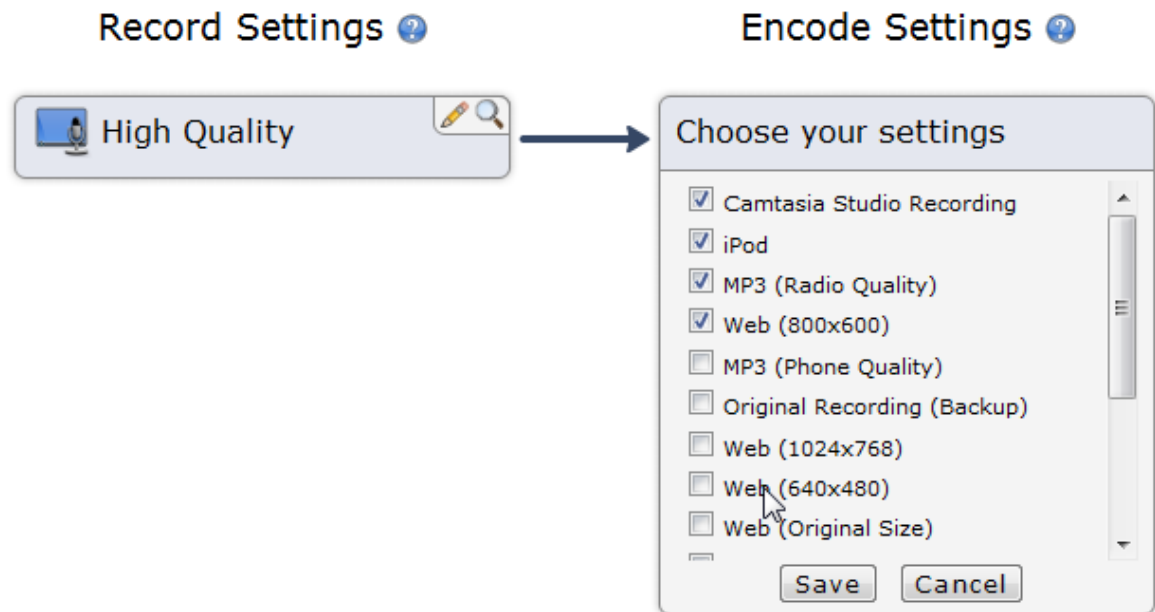 Record Settings
Encode Settings
High Quality
Choose your settings
Camtasia Studio Recording
iPod
MP3 (Radio Quality)
Web (800x600)
MP3 (Phone Quality)
Original Recording (Backup)
Web (1024x768)
Web (640x480)
Web (Original Size)
Save
Cancel